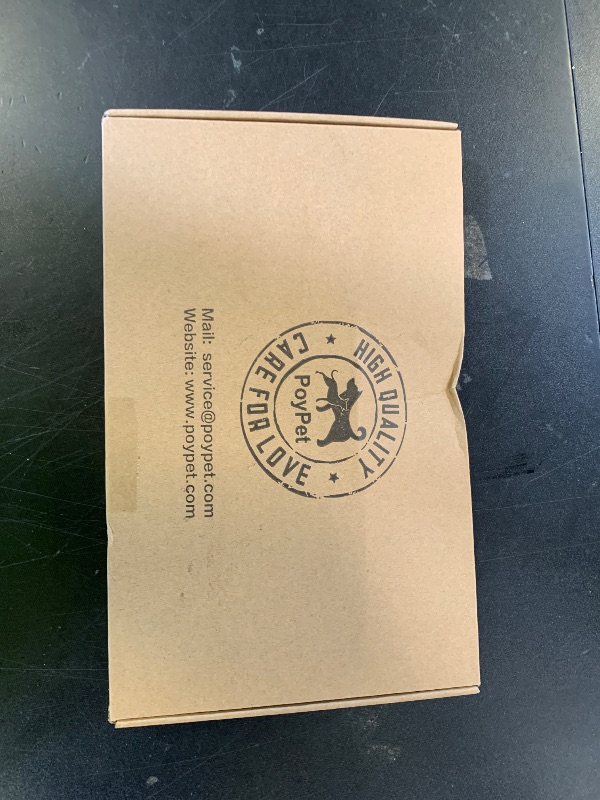 HIGH QUALITY
PoyPet
CARE FOR LOVE
Mail: service@poypet.com
Website: www.poypet.com